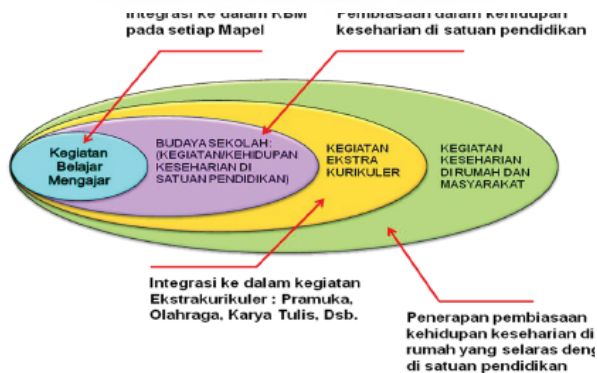 Integrasi ke dalam KBM
pada setiap Mapel
Pembiasaan dalam kehidupan
keseharian di satuan pendidikan
Kegiatan
Belajar
Mengajar
BUDAYA SEKOLAH:
(KEGIATAN/KEHIDUPAN
KESEHARIAN DI
SATUAN PENDIDIKAN)
KEGIATAN
EKSTRA
KURIKULER
KEGIATAN
KESEHARIAN
DI RUMAH DAN
MASYARAKAT
Integrasi ke dalam kegiatan
Ekstrakurikuler : Pramuka,
Olahraga, Karya Tulis, Dsb.
Penerapan pembiasaan
kehidupan keseharian di
rumah yang selaras deng
di satuan pendidikan